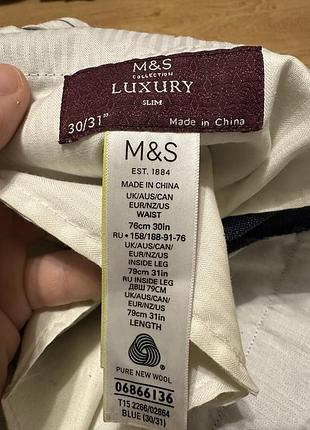 M&S
COLLECTION
LUXURY
SLIM
30/31"
Made in China
M&S
EST. 1884
MADE IN CHINA
UK/AUS/CAN/
EUR/NZ/US
WAIST
76cm 30in
RU • 158/188-91-76
UK/AUS/CAN/
EUR/NZ/US
INSIDE LEG
79cm 31in
RU INSIDE LEG
ДВШ 79СМ
UK/AUS/CAN/
EUR/NZ/US
79cm 31in
LENGTH
PURE NEW WOOL
06866136
T15 2266/02864
BLUE (30/31)